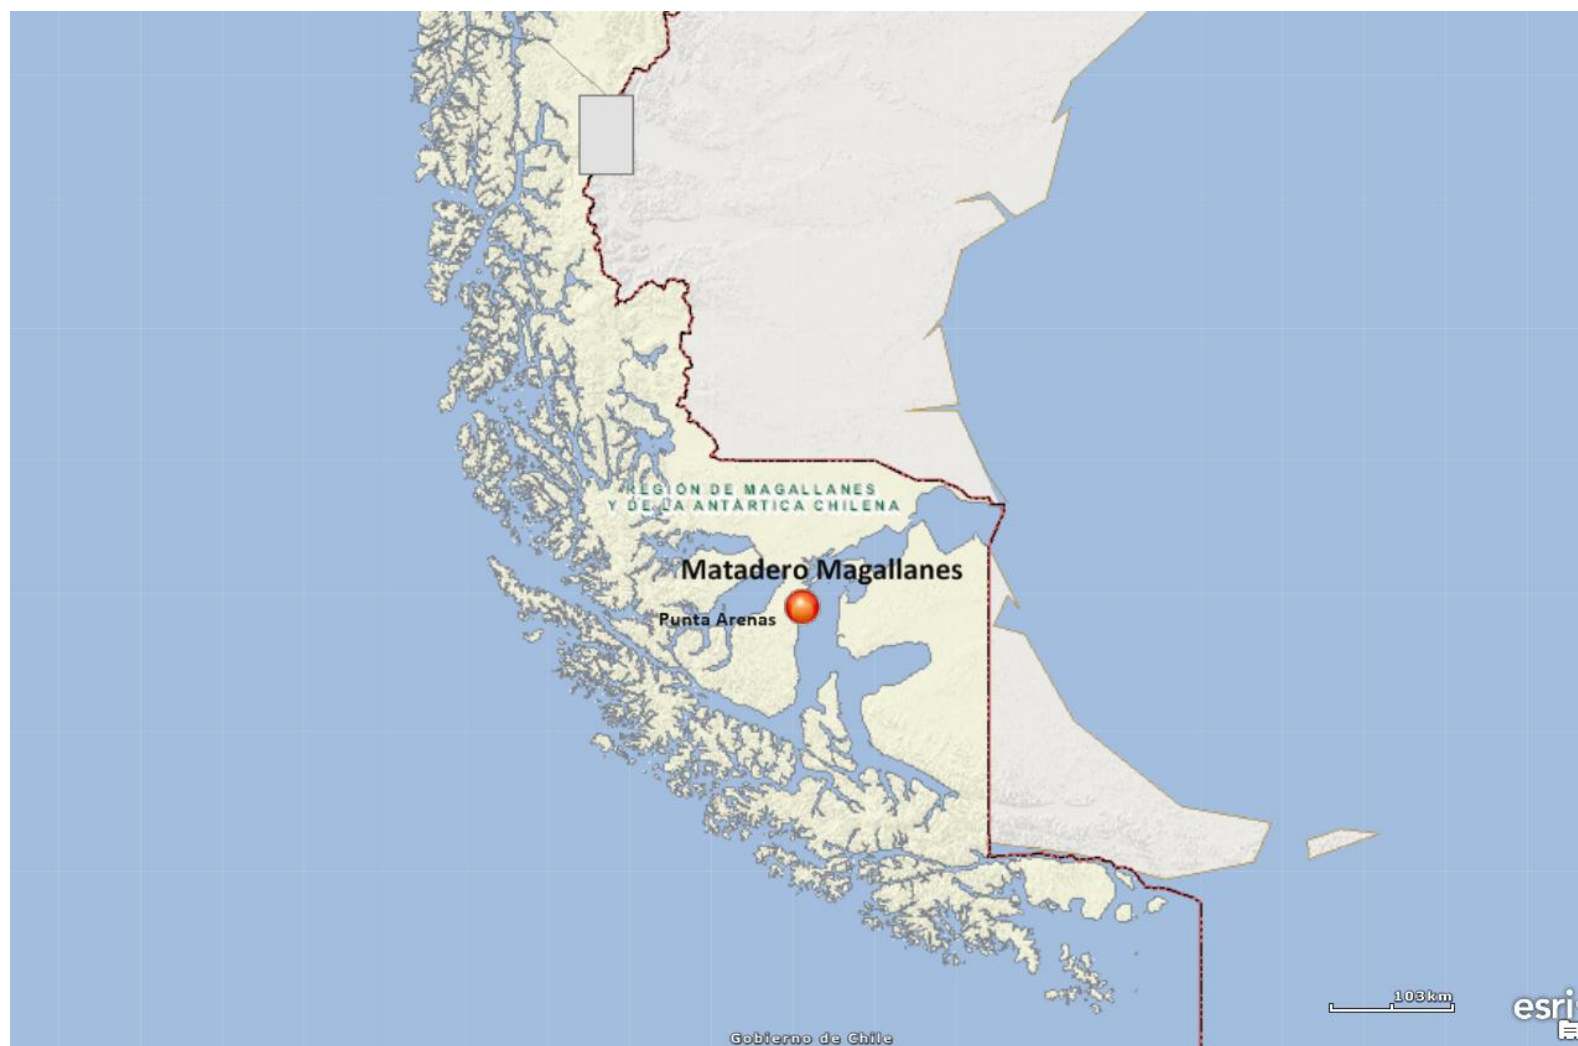 REGIÓN DE MAGALLANES
Y DE LA ANTÁRTICA CHILENA
Matadero Magallanes
Punta Arenas
103km
esri
Gobierno de Chile